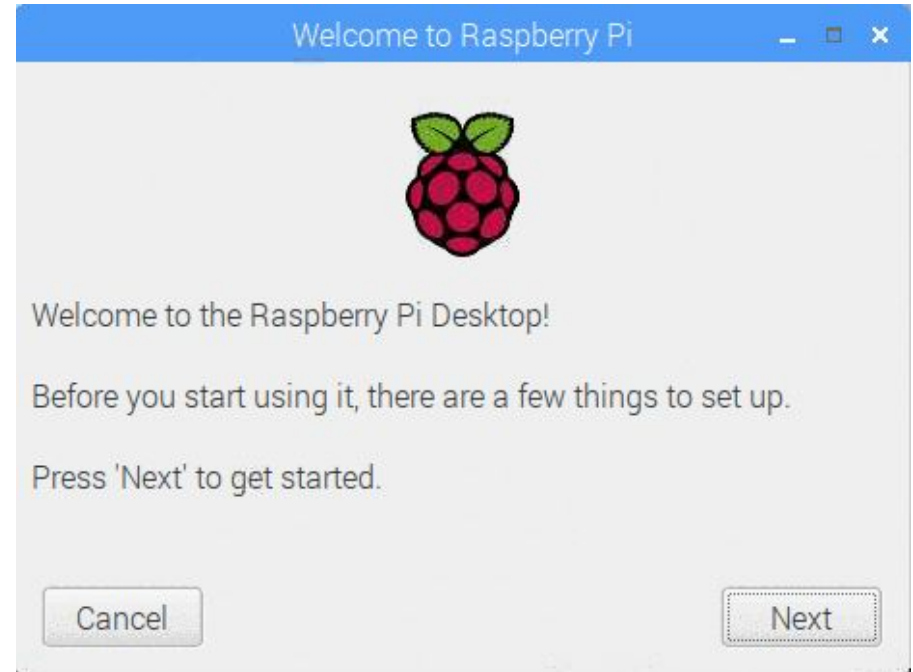 Welcome to Raspberry Pi
Welcome to the Raspberry Pi Desktop!
Before you start using it, there are a few things to set up.
Press 'Next' to get started.
Cancel
Next